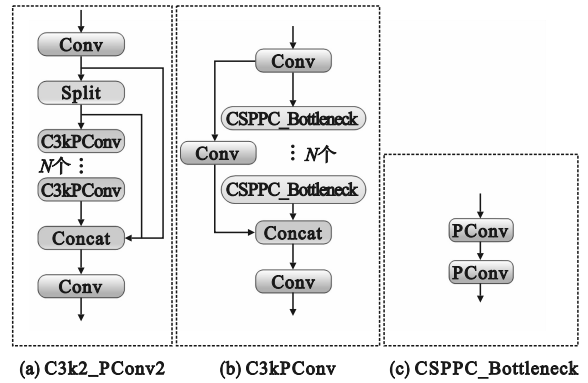 Conv
Split
C3kPConv
N个
C3kPConv
Concat
Conv
(a) C3k2_PConv2
Conv
CSPPC_Bottleneck
Conv
N个
CSPPC_Bottleneck
Concat
Conv
(b) C3kPConv
PConv
PConv
(c) CSPPC_Bottleneck